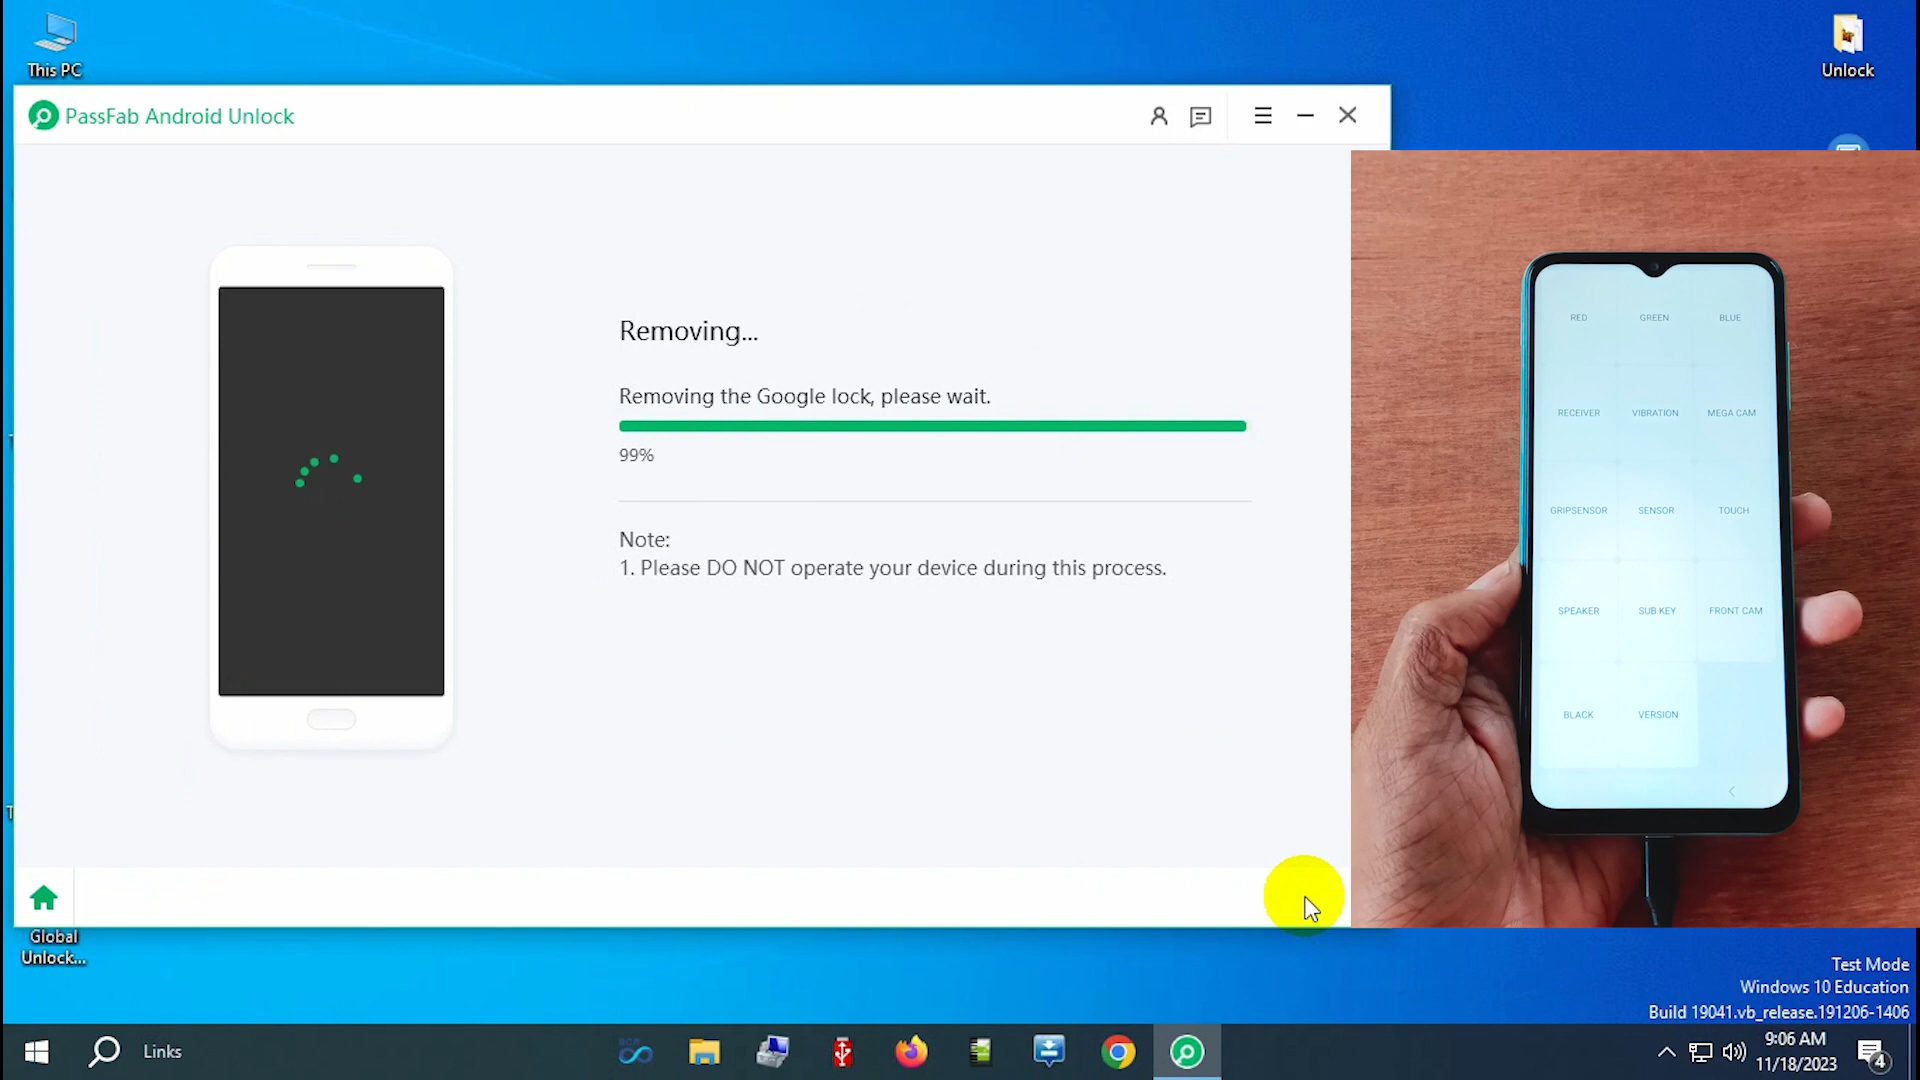 This PC
Unlock
PassFab Android Unlock
Removing...
Removing the Google lock, please wait.
99%
Note:
1. Please DO NOT operate your device during this process.
RED GREEN BLUE
RECEIVER VIBRATION MEGA CAM
GRIPSENSOR SENSOR TOUCH
SPEAKER SUB KEY FRONT CAM
BLACK VERSION
Global
Unlock...
Test Mode
Windows 10 Education
Build 19041.vb_release.191206-1406
Links
9:06 AM
11/18/2023
4